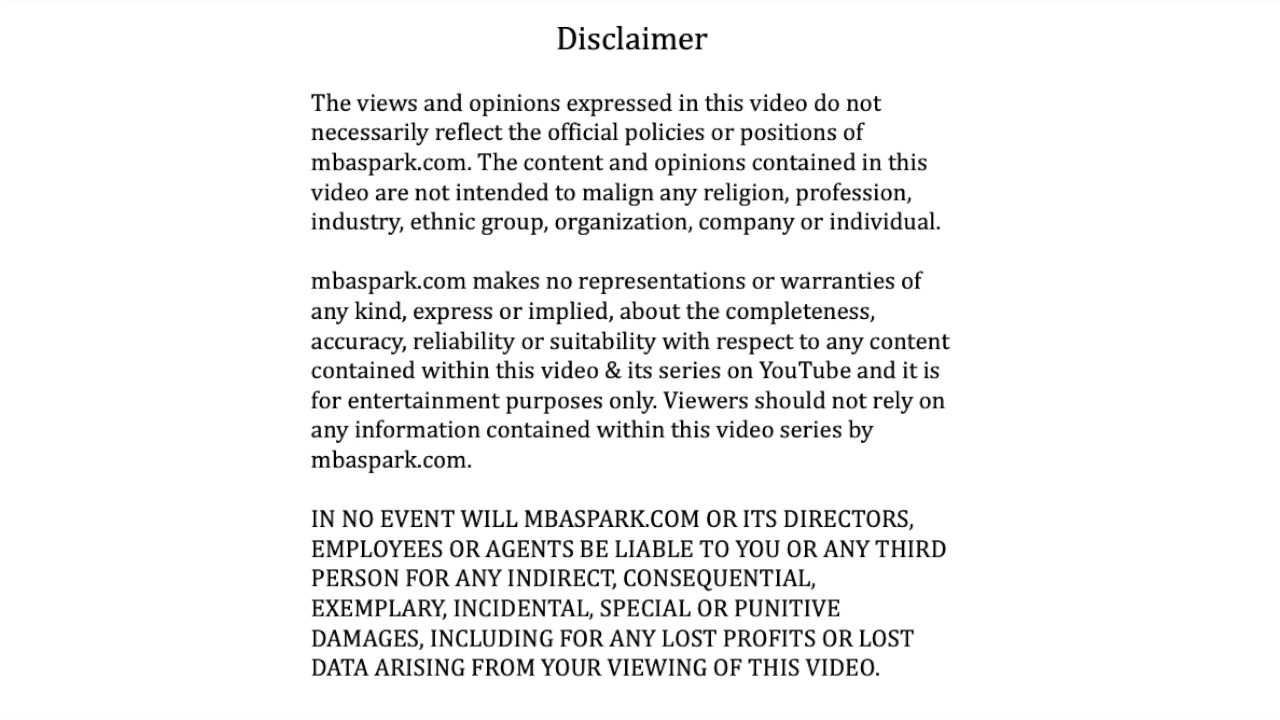 Disclaimer
The views and opinions expressed in this video do not
necessarily reflect the official policies or positions of
mbaspark.com. The content and opinions contained in this
video are not intended to malign any religion, profession,
industry, ethnic group, organization, company or individual.
mbaspark.com makes no representations or warranties of
any kind, express or implied, about the completeness,
accuracy, reliability or suitability with respect to any content
contained within this video & its series on YouTube and it is
for entertainment purposes only. Viewers should not rely on
any information contained within this video series by
mbaspark.com.
IN NO EVENT WILL MBASPARK.COM OR ITS DIRECTORS,
EMPLOYEES OR AGENTS BE LIABLE TO YOU OR ANY THIRD
PERSON FOR ANY INDIRECT, CONSEQUENTIAL,
EXEMPLARY, INCIDENTAL, SPECIAL OR PUNITIVE
DAMAGES, INCLUDING FOR ANY LOST PROFITS OR LOST
DATA ARISING FROM YOUR VIEWING OF THIS VIDEO.